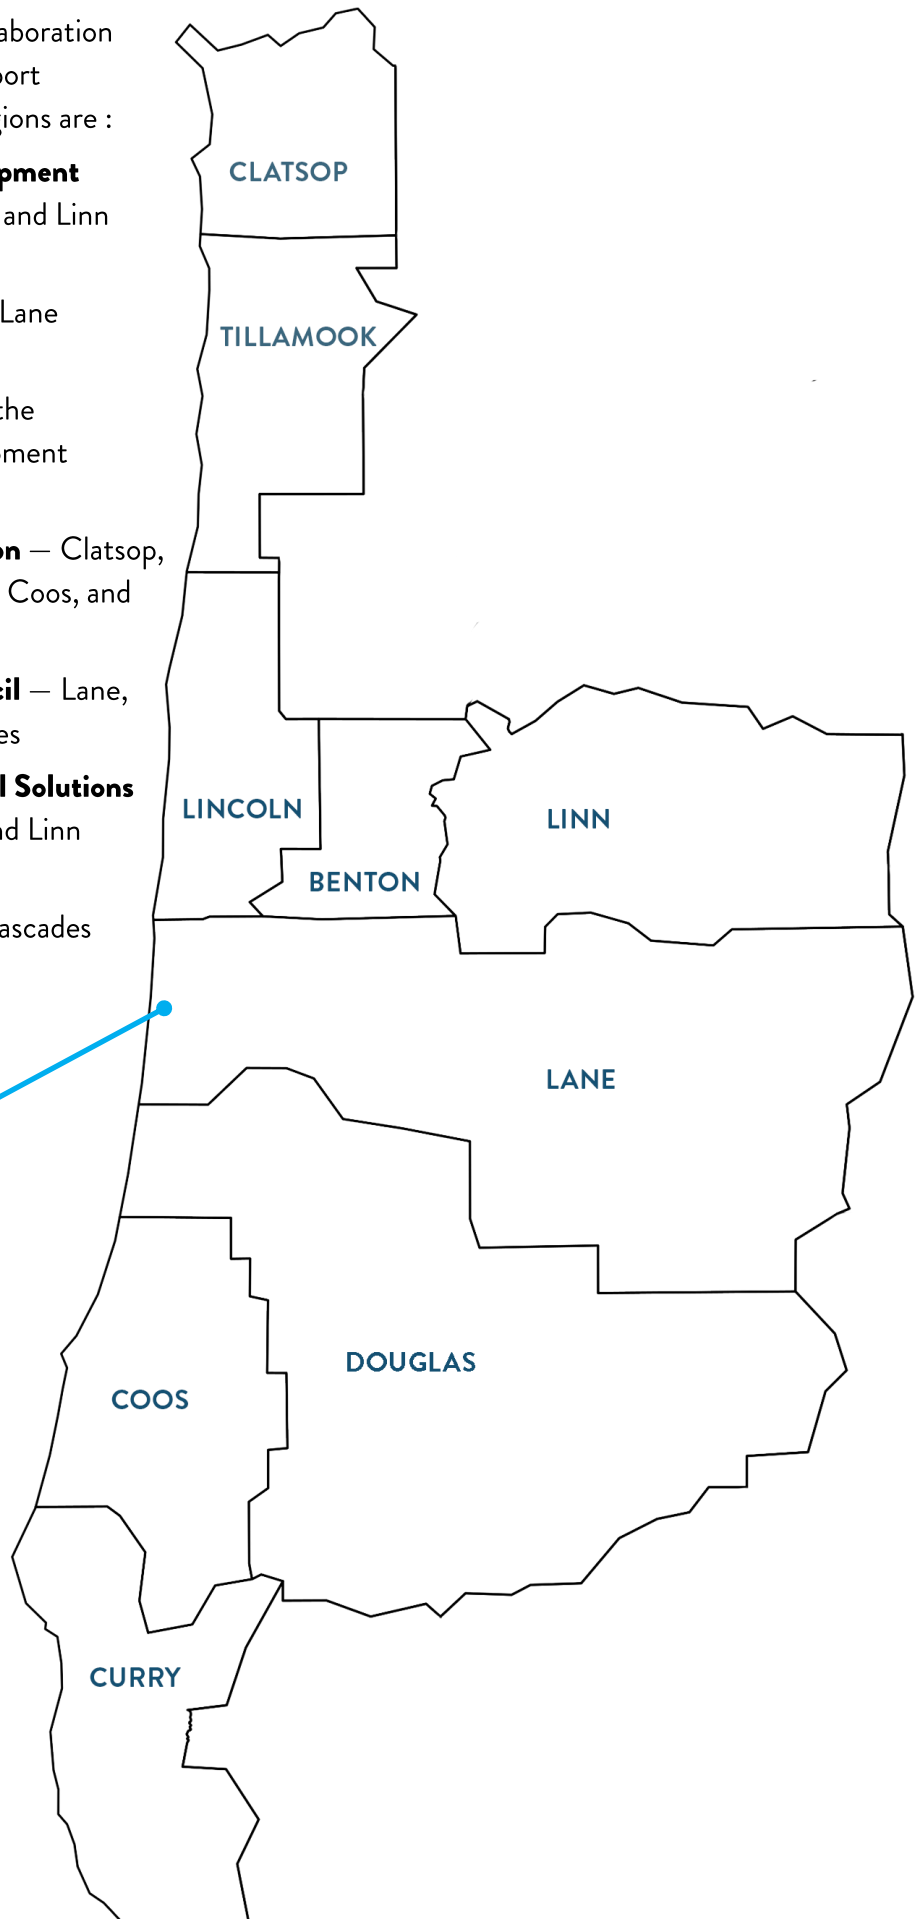 aboration
port
gions are :
pment
and Linn
Lane
the
ment
on — Clatsop,
Coos, and
cil — Lane,
es
l Solutions
nd Linn
ascades
CLATSOP
TILLAMOOK
LINCOLN
BENTON
LINN
LANE
DOUGLAS
COOS
CURRY